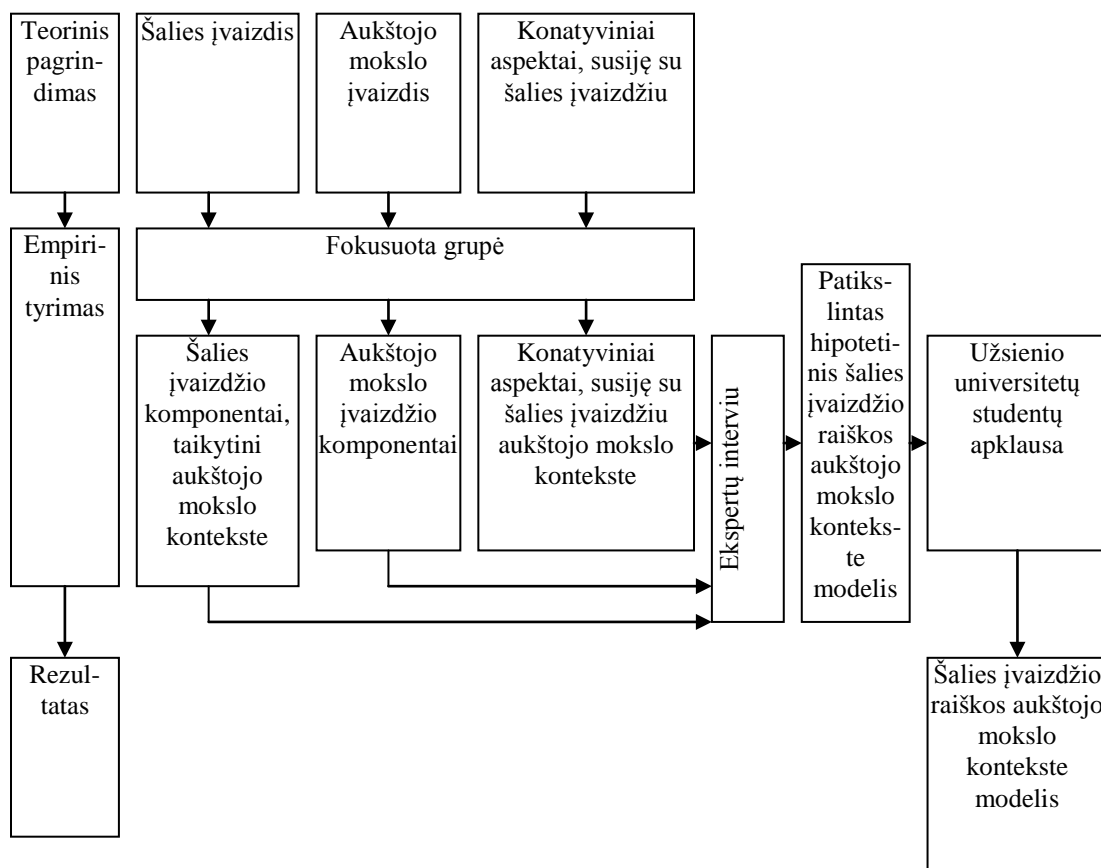 Teorinis
pagrin-
dimas
Šalies įvaizdis
Aukštojo
mokslo
įvaizdis
Konatyviniai
aspektai, susiję su
šalies įvaizdžiu
Empiri-
nis
tyrimas
Fokusuota grupė
Šalies
įvaizdžio
komponentai,
taikytini
aukštojo
mokslo
kontekste
Aukštojo
mokslo
įvaizdžio
komponentai
Konatyviniai
aspektai, susiję su
šalies įvaizdžiu
aukštojo mokslo
kontekste
Ekspertų interviu
Patiks-
lintas
hipoteti-
nis šalies
įvaizdžio
raiškos
aukštojo
mokslo
konteks-
te
modelis
Užsienio
universitetų
studentų
apklausa
Rezul-
tatas
Šalies įvaizdžio
raiškos aukštojo
mokslo
kontekste
modelis